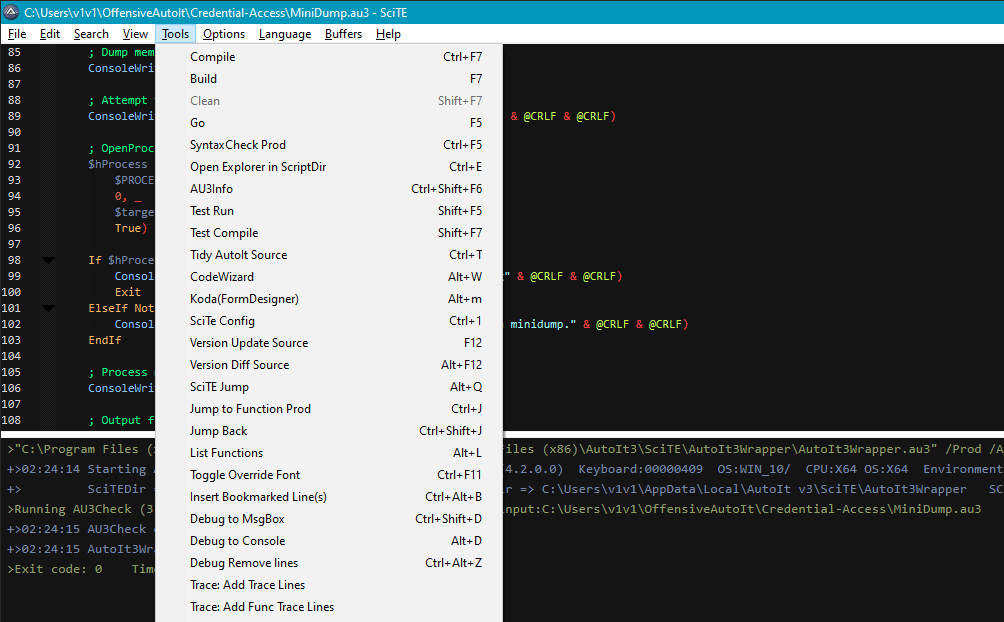 C:\Users\v1v1\OffensiveAutoIt\Credential-Access\MiniDump.au3 - SciTE
File Edit Search View Tools Options Language Buffers Help
85 ; Dump mem
86 ConsoleWri
87
88 ; Attempt
89 ConsoleWri & @CRLF & @CRLF)
90
91 ; OpenProc
92 $hProcess
93 $PROCE
94 0, _
95 $targe
96 True)
97
98 If $hProce
99 Consol " & @CRLF & @CRLF)
100 Exit
101 ElseIf Not
102 Consol minidump." & @CRLF & @CRLF)
103 EndIf
104
105 ; Process
106 ConsoleWri
107
108 ; Output f
Compile Ctrl+F7
Build F7
Clean Shift+F7
Go F5
SyntaxCheck Prod Ctrl+F5
Open Explorer in ScriptDir Ctrl+E
AU3Info Ctrl+Shift+F6
Test Run Shift+F5
Test Compile Shift+F7
Tidy AutoIt Source Ctrl+T
CodeWizard Alt+W
Koda(FormDesigner) Alt+m
SciTe Config Ctrl+1
Version Update Source F12
Version Diff Source Alt+F12
SciTE Jump Alt+Q
Jump to Function Prod Ctrl+J
Jump Back Ctrl+Shift+J
List Functions Alt+L
Toggle Override Font Ctrl+F11
Insert Bookmarked Line(s) Ctrl+Alt+B
Debug to MsgBox Ctrl+Shift+D
Debug to Console Alt+D
Debug Remove lines Ctrl+Alt+Z
Trace: Add Trace Lines
Trace: Add Func Trace Lines
>"C:\Program Files ( iles (x86)\AutoIt3\SciTE\AutoIt3Wrapper\AutoIt3Wrapper.au3" /Prod /A
+>02:24:14 Starting 4.2.0.0) Keyboard:00000409 OS:WIN_10/ CPU:X64 OS:X64 Environment
+> SciTEDir r => C:\Users\v1v1\AppData\Local\AutoIt v3\SciTE\AutoIt3Wrapper SC
>Running AU3Check (3 nput:C:\Users\v1v1\OffensiveAutoIt\Credential-Access\MiniDump.au3
+>02:24:15 AU3Check
+>02:24:15 AutoIt3Wra
>Exit code: 0 Time